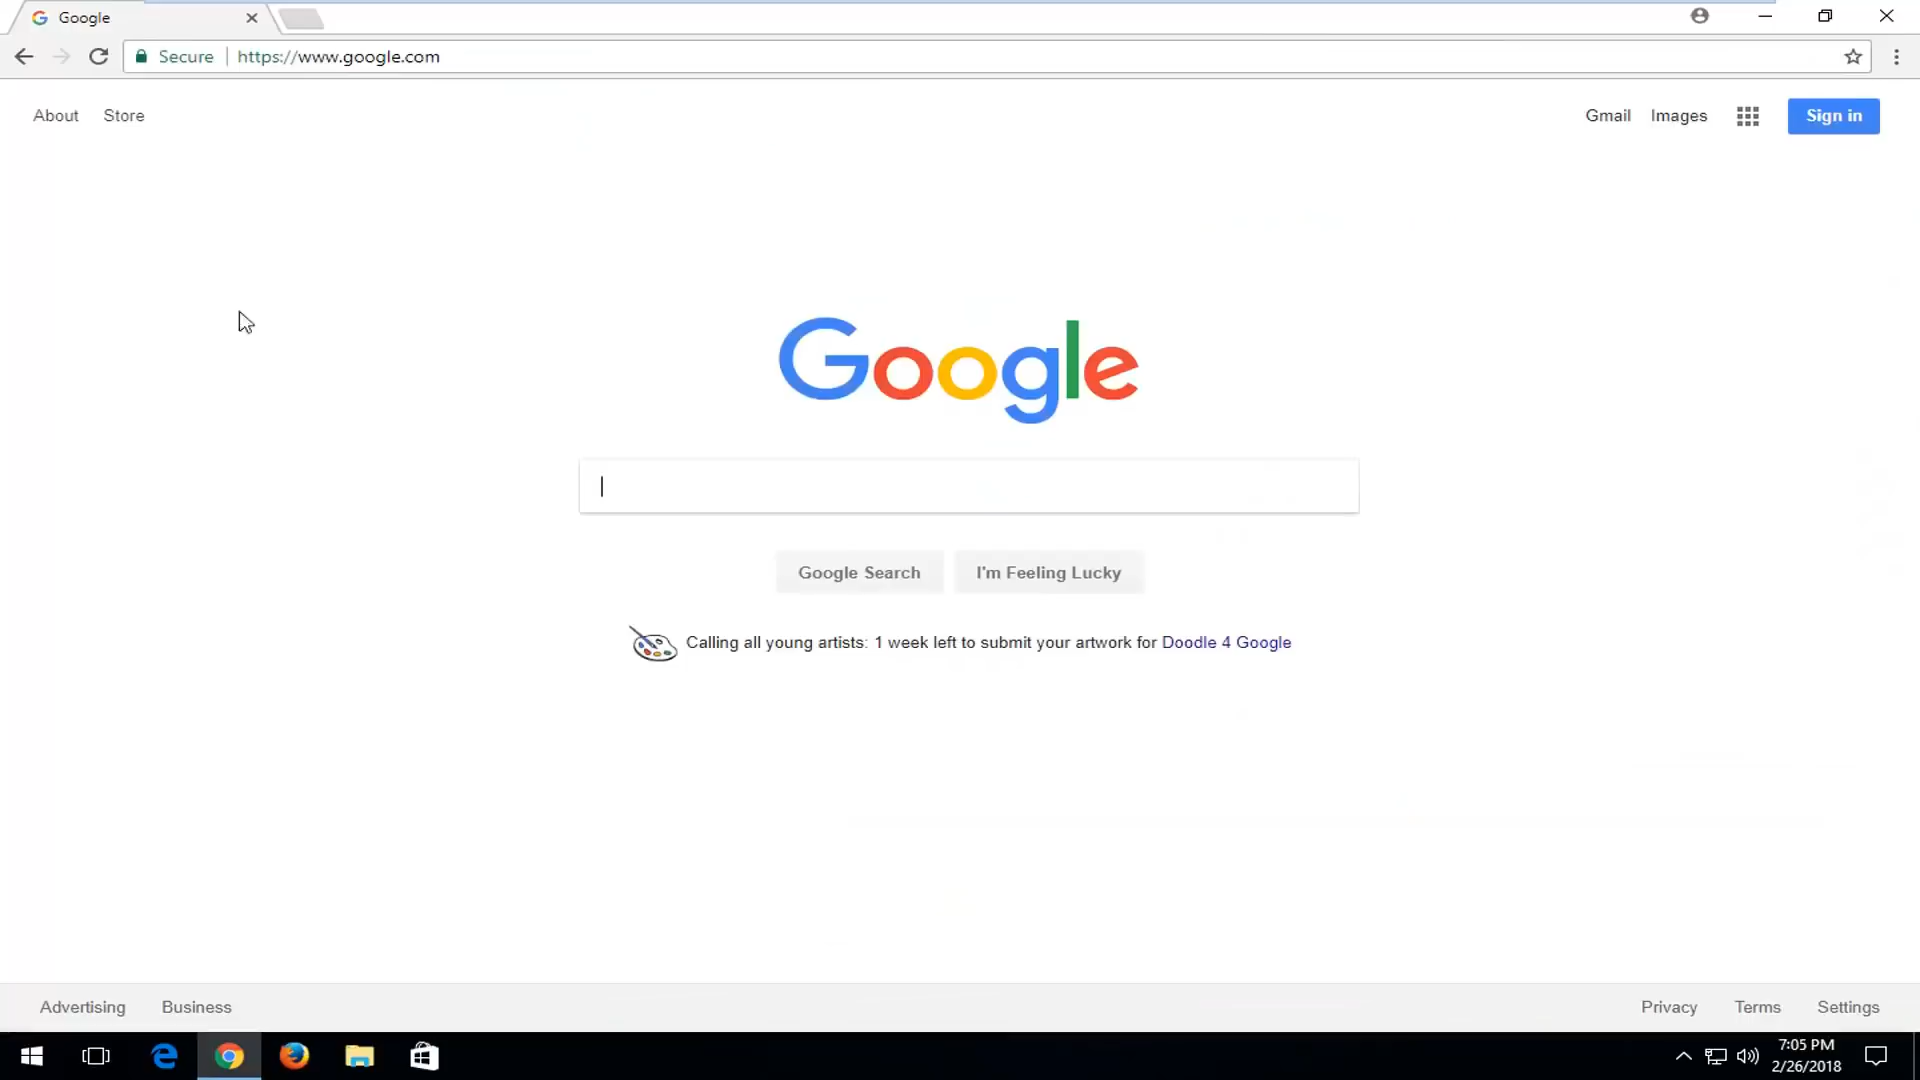 Google
Secure https://www.google.com
About Store Gmail Images Sign in
Google
Google Search I'm Feeling Lucky
Calling all young artists: 1 week left to submit your artwork for Doodle 4 Google
Advertising Business Privacy Terms Settings
7:05 PM
2/26/2018